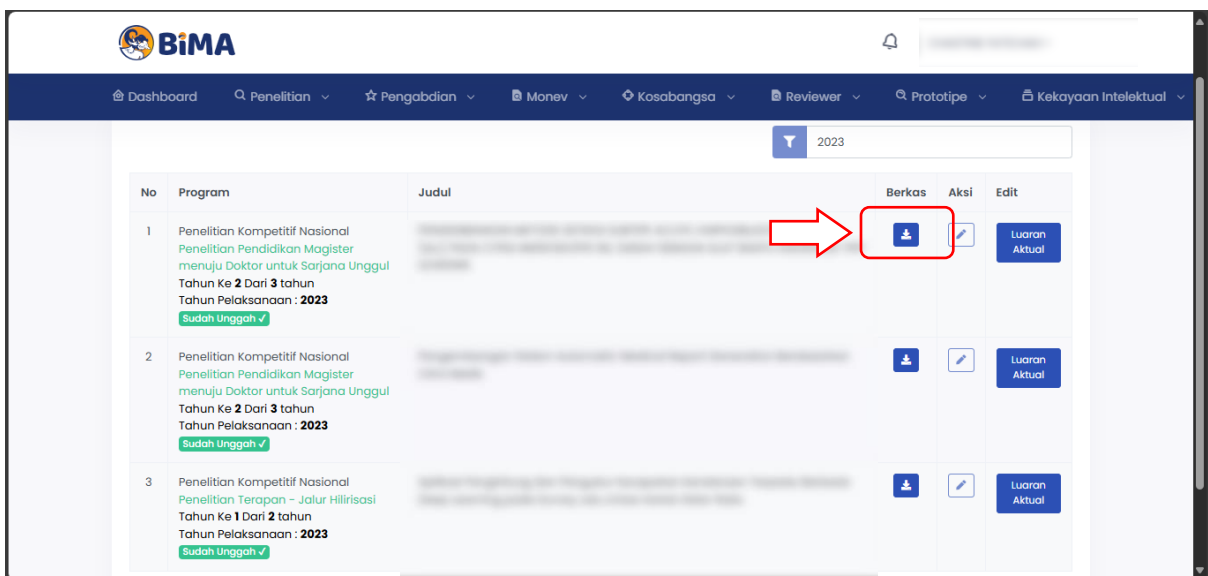 BiMA
Dashboard Penelitian Pengabdian Monev Kosabangsa Reviewer Prototipe Kekayaan Intelektual
2023
No Program Judul Berkas Aksi Edit
1 Penelitian Kompetitif Nasional
Penelitian Pendidikan Magister
menuju Doktor untuk Sarjana Unggul
Tahun Ke 2 Dari 3 tahun
Tahun Pelaksanaan : 2023
Sudah Unggah ✓
Luaran
Aktual
2 Penelitian Kompetitif Nasional
Penelitian Pendidikan Magister
menuju Doktor untuk Sarjana Unggul
Tahun Ke 2 Dari 3 tahun
Tahun Pelaksanaan : 2023
Sudah Unggah ✓
Luaran
Aktual
3 Penelitian Kompetitif Nasional
Penelitian Terapan - Jalur Hilirisasi
Tahun Ke 1 Dari 2 tahun
Tahun Pelaksanaan : 2023
Sudah Unggah ✓
Luaran
Aktual